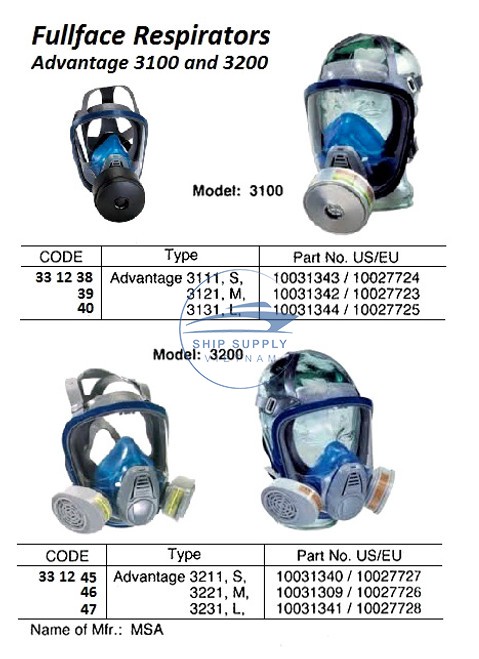 Fullface Respirators
Advantage 3100 and 3200
Model: 3100
CODE Type Part No. US/EU
33 12 38 Advantage 3111, S, 10031343 / 10027724
39 3121, M, 10031342 / 10027723
40 3131, L, 10031344 / 10027725
SHIP SUPPLY
VIETNAM
Model: 3200
CODE Type Part No. US/EU
33 12 45 Advantage 3211, S, 10031340 / 10027727
46 3221, M, 10031309 / 10027726
47 3231, L, 10031341 / 10027728
Name of Mfr.: MSA